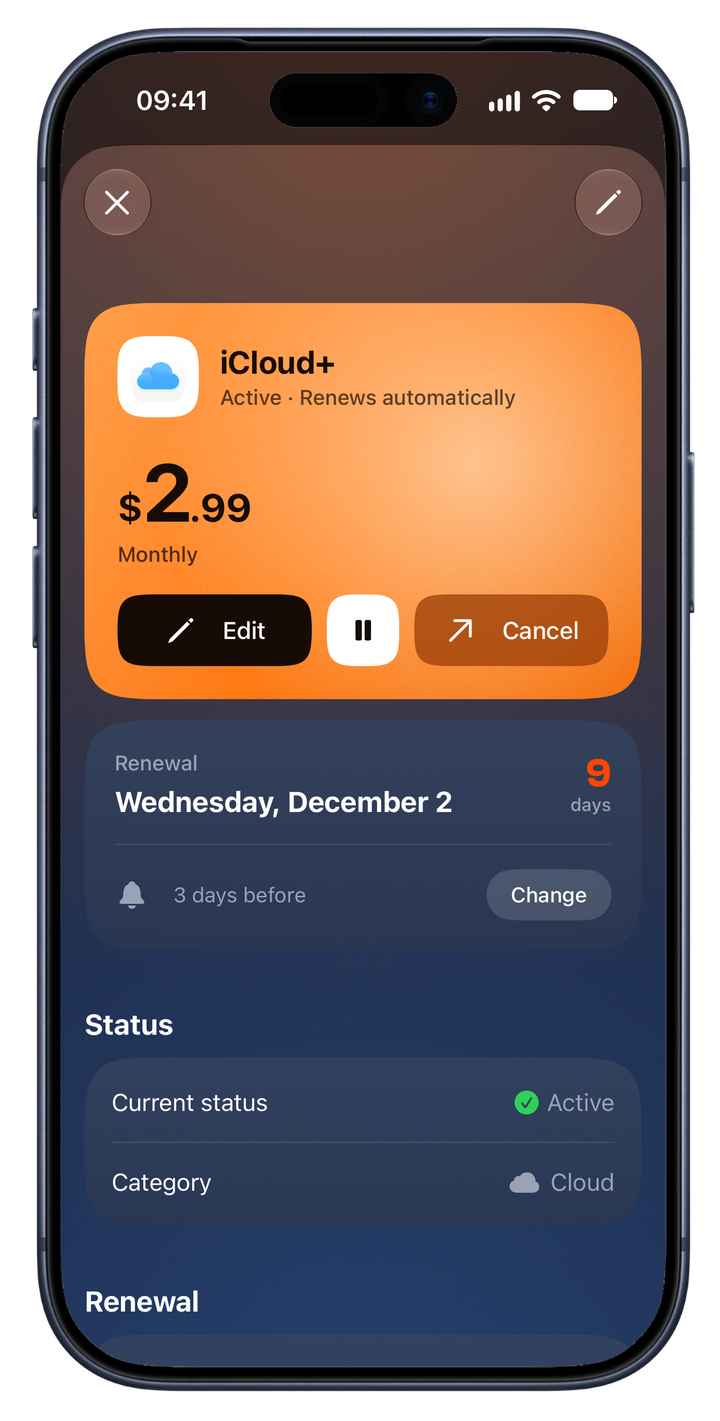 09:41
iCloud+
Active · Renews automatically
$2.99
Monthly
Edit
Cancel
Renewal
Wednesday, December 2
9
days
3 days before
Change
Status
Current status
Active
Category
Cloud
Renewal